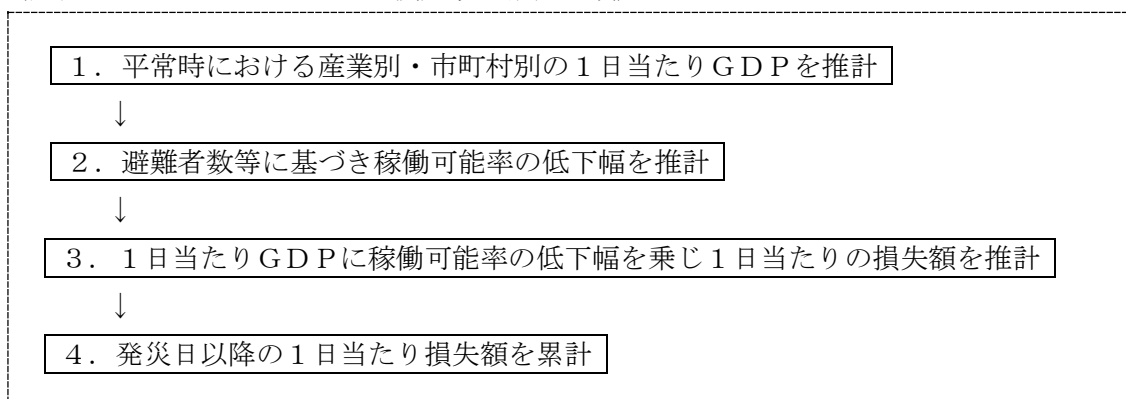 １．平常時における産業別・市町村別の１日当たりＧＤＰを推計
↓
２．避難者数等に基づき稼働可能率の低下幅を推計
↓
３．１日当たりＧＤＰに稼働可能率の低下幅を乗じ１日当たりの損失額を推計
↓
４．発災日以降の１日当たり損失額を累計